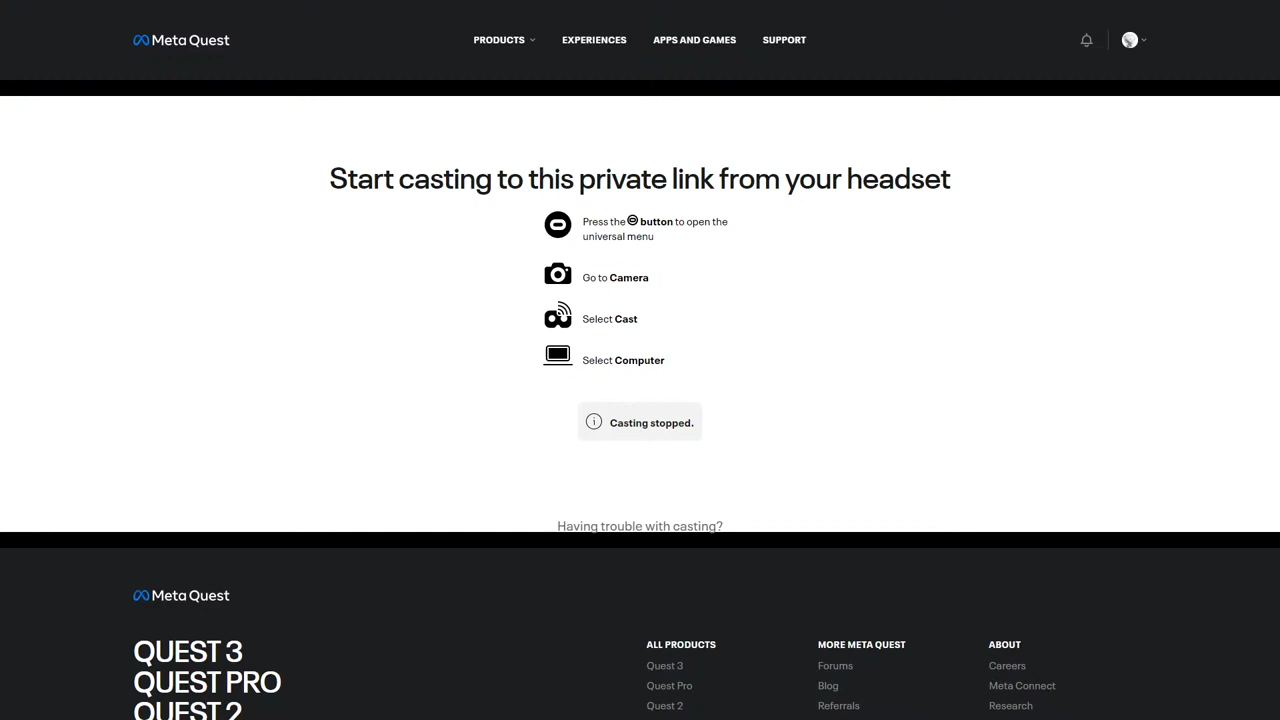 Meta Quest
PRODUCTS
EXPERIENCES
APPS AND GAMES
SUPPORT
Start casting to this private link from your headset
Press the button to open the
universal menu
Go to Camera
Select Cast
Select Computer
Casting stopped.
Having trouble with casting?
Meta Quest
QUEST 3
QUEST PRO
QUEST 2
ALL PRODUCTS
Quest 3
Quest Pro
Quest 2
MORE META QUEST
Forums
Blog
Referrals
ABOUT
Careers
Meta Connect
Research